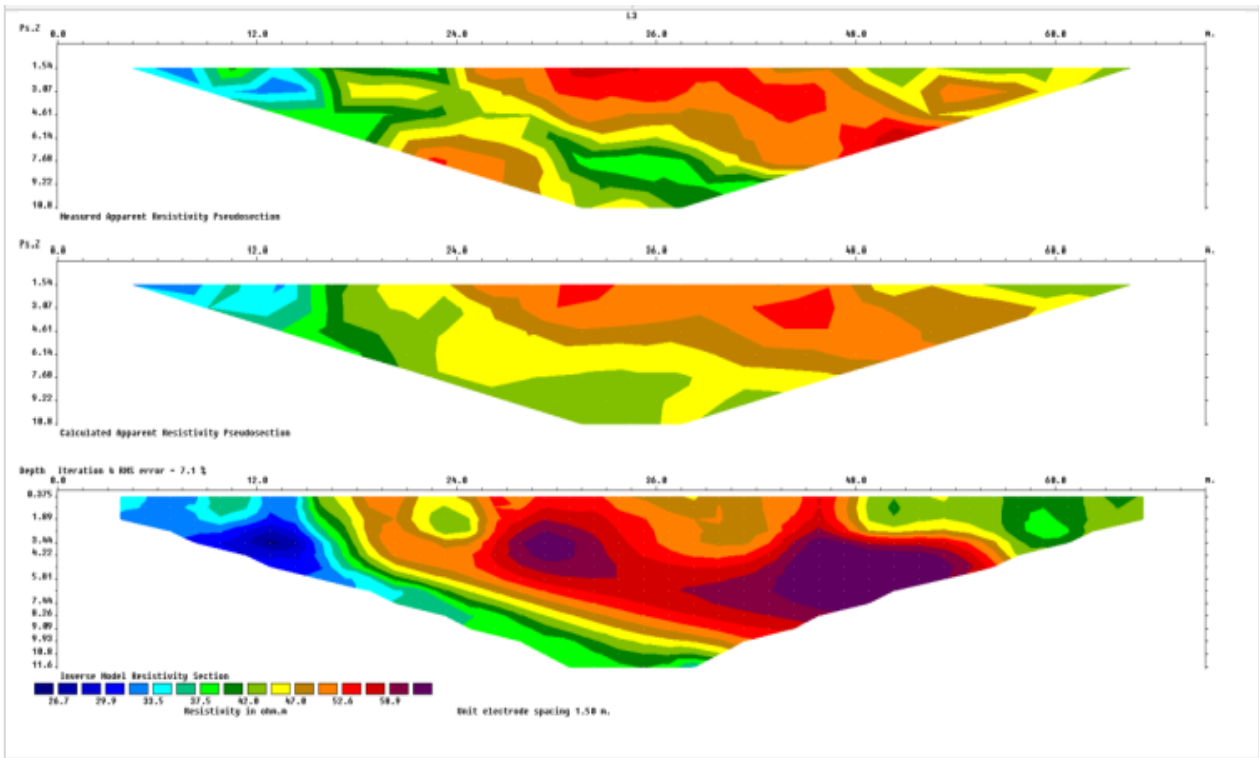 L3
Ps.Z 0.0 12.0 24.0 36.0 48.0 60.0 m.
1.54
3.07
4.61
6.14
7.68
9.22
10.8
Measured Apparent Resistivity Pseudosection
Ps.Z 0.0 12.0 24.0 36.0 48.0 60.0 m.
1.54
3.07
4.61
6.14
7.68
9.22
10.8
Calculated Apparent Resistivity Pseudosection
Depth Iteration 4 RMS error = 7.1 %
0.0 12.0 24.0 36.0 48.0 60.0 m.
0.375
1.89
3.44
4.22
5.81
7.44
8.26
9.09
9.93
10.8
11.6
Inverse Model Resistivity Section
26.7 29.9 33.5 37.5 42.0 47.0 52.6 58.9
Resistivity in ohm.m Unit electrode spacing 1.50 m.